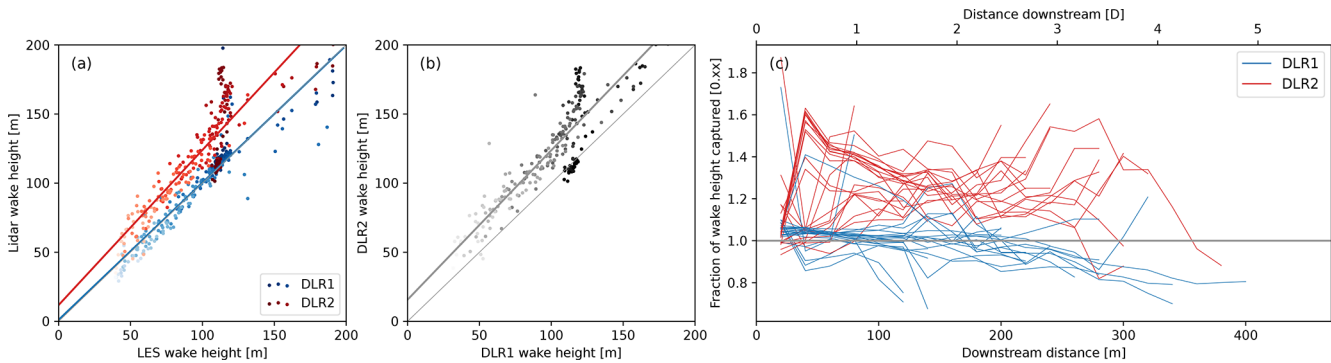 (a)
Lidar wake height [m]
200
150
100
50
0
0 50 100 150 200
LES wake height [m]
DLR1
DLR2
(b)
DLR2 wake height [m]
200
150
100
50
0
0 50 100 150 200
DLR1 wake height [m]
Distance downstream [D]
0 1 2 3 4 5
(c)
DLR1
DLR2
Fraction of wake height captured [0.xx]
1.8
1.6
1.4
1.2
1.0
0.8
0 100 200 300 400
Downstream distance [m]